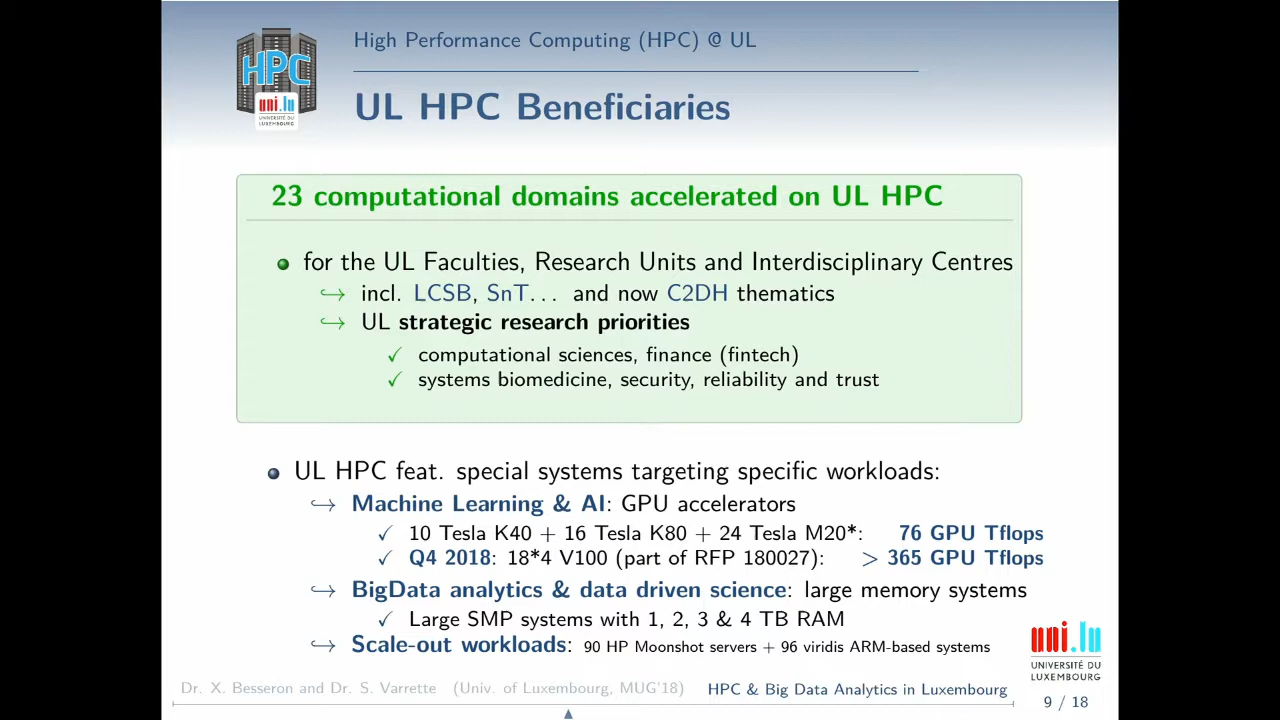 High Performance Computing (HPC) @ UL
HPC
uni.lu
UNIVERSITÉ DU
LUXEMBOURG
UL HPC Beneficiaries
23 computational domains accelerated on UL HPC
for the UL Faculties, Research Units and Interdisciplinary Centres
↪ incl. LCSB, SnT... and now C2DH thematics
↪ UL strategic research priorities
✓ computational sciences, finance (fintech)
✓ systems biomedicine, security, reliability and trust
UL HPC feat. special systems targeting specific workloads:
↪ Machine Learning & AI: GPU accelerators
✓ 10 Tesla K40 + 16 Tesla K80 + 24 Tesla M20*: 76 GPU Tflops
✓ Q4 2018: 18*4 V100 (part of RFP 180027): > 365 GPU Tflops
↪ BigData analytics & data driven science: large memory systems
✓ Large SMP systems with 1, 2, 3 & 4 TB RAM
↪ Scale-out workloads: 90 HP Moonshot servers + 96 viridis ARM-based systems
uni.lu
UNIVERSITÉ DU
LUXEMBOURG
Dr. X. Besseron and Dr. S. Varrette (Univ. of Luxembourg, MUG'18) HPC & Big Data Analytics in Luxembourg
9 / 18